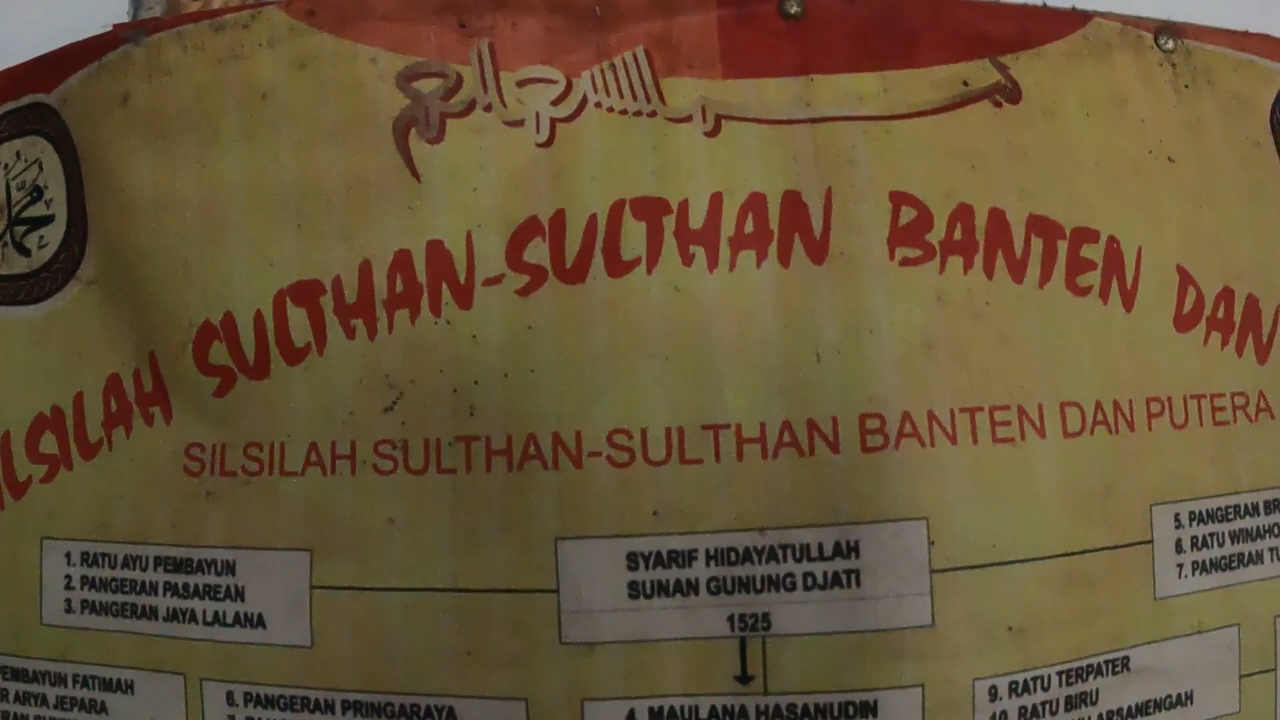 SILSILAH SULTHAN-SULTHAN BANTEN DAN
SILSILAH SULTHAN-SULTHAN BANTEN DAN PUTERA
1. RATU AYU PEMBAYUN
2. PANGERAN PASAREAN
3. PANGERAN JAYA LALANA
SYARIF HIDAYATULLAH
SUNAN GUNUNG DJATI
1525
5. PANGERAN
6. RATU
7. PANGERAN
PEMBAYUN FATIMAH
ARYA JEPARA
6. PANGERAN PRINGARAYA
4. MAULANA HASANUDIN
9. RATU TERPATER
10. RATU BIRU